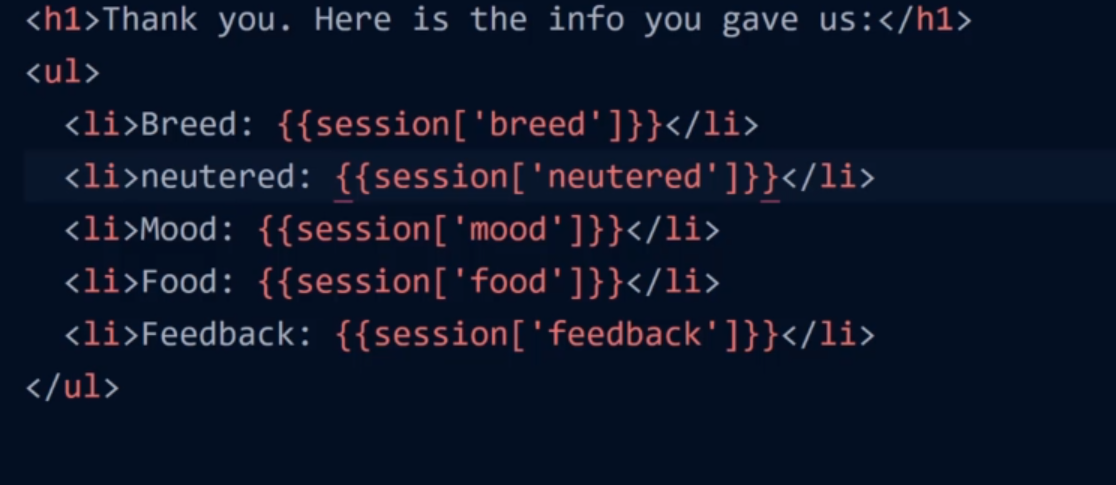 <h1>Thank you. Here is the info you gave us:</h1>
<ul>
<li>Breed: {{session['breed']}}</li>
<li>neutered: {{session['neutered']}}</li>
<li>Mood: {{session['mood']}}</li>
<li>Food: {{session['food']}}</li>
<li>Feedback: {{session['feedback']}}</li>
</ul>